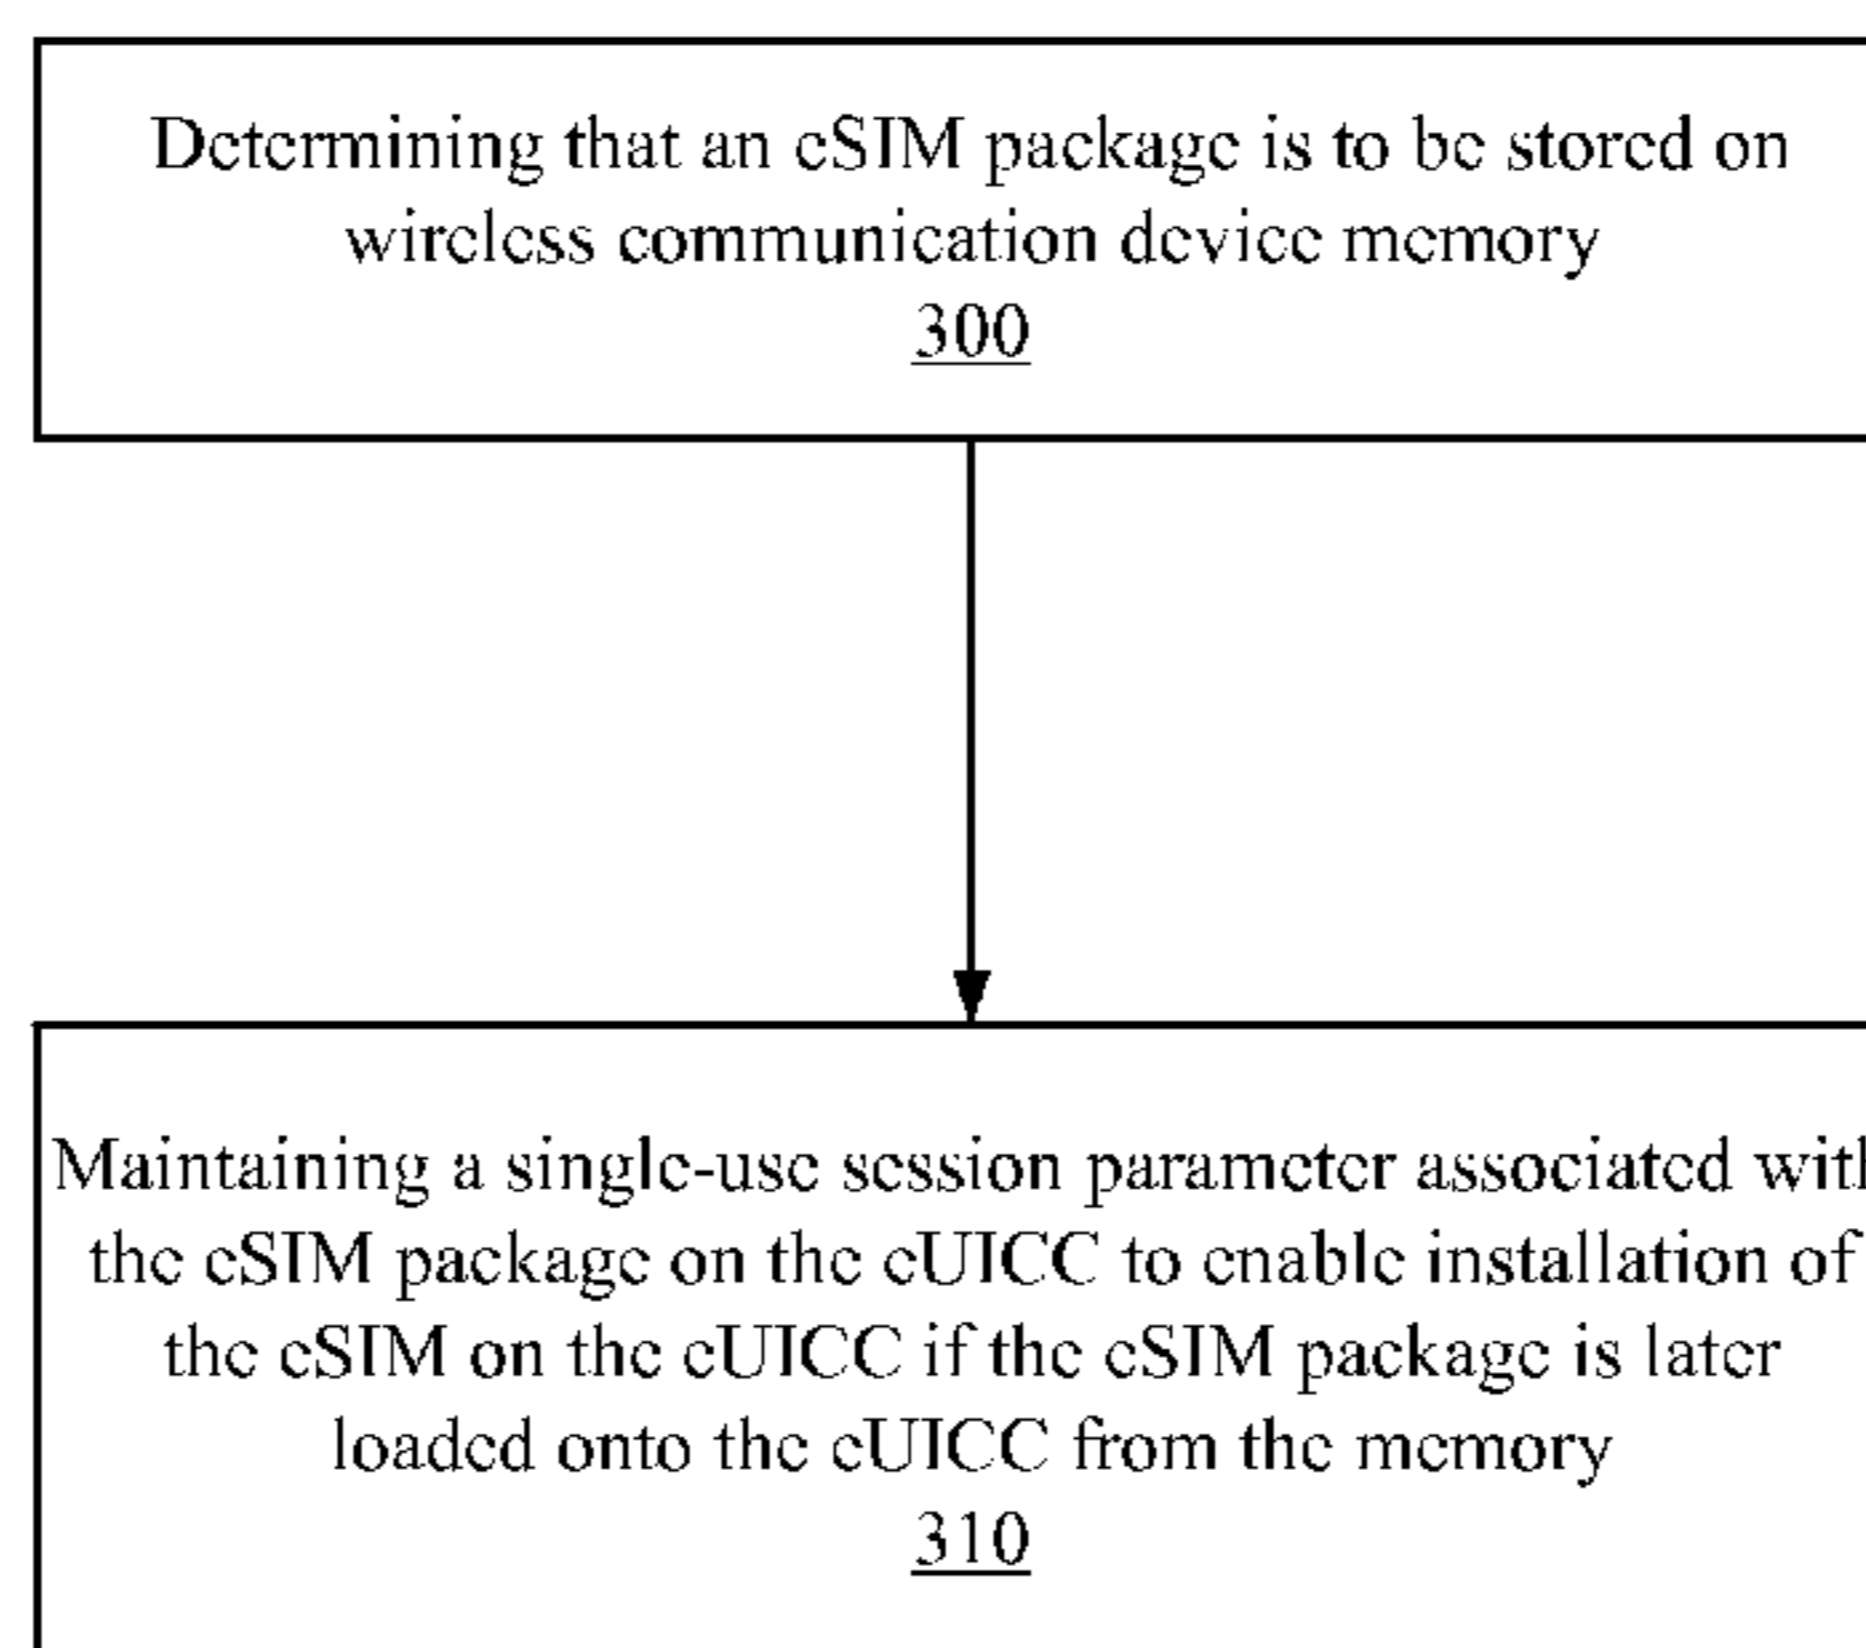 Determining that an eSIM package is to be stored on
wireless communication device memory
300
Maintaining a single-use session parameter associated with
the eSIM package on the eUICC to enable installation of
the eSIM on the eUICC if the eSIM package is later
loaded onto the eUICC from the memory
310